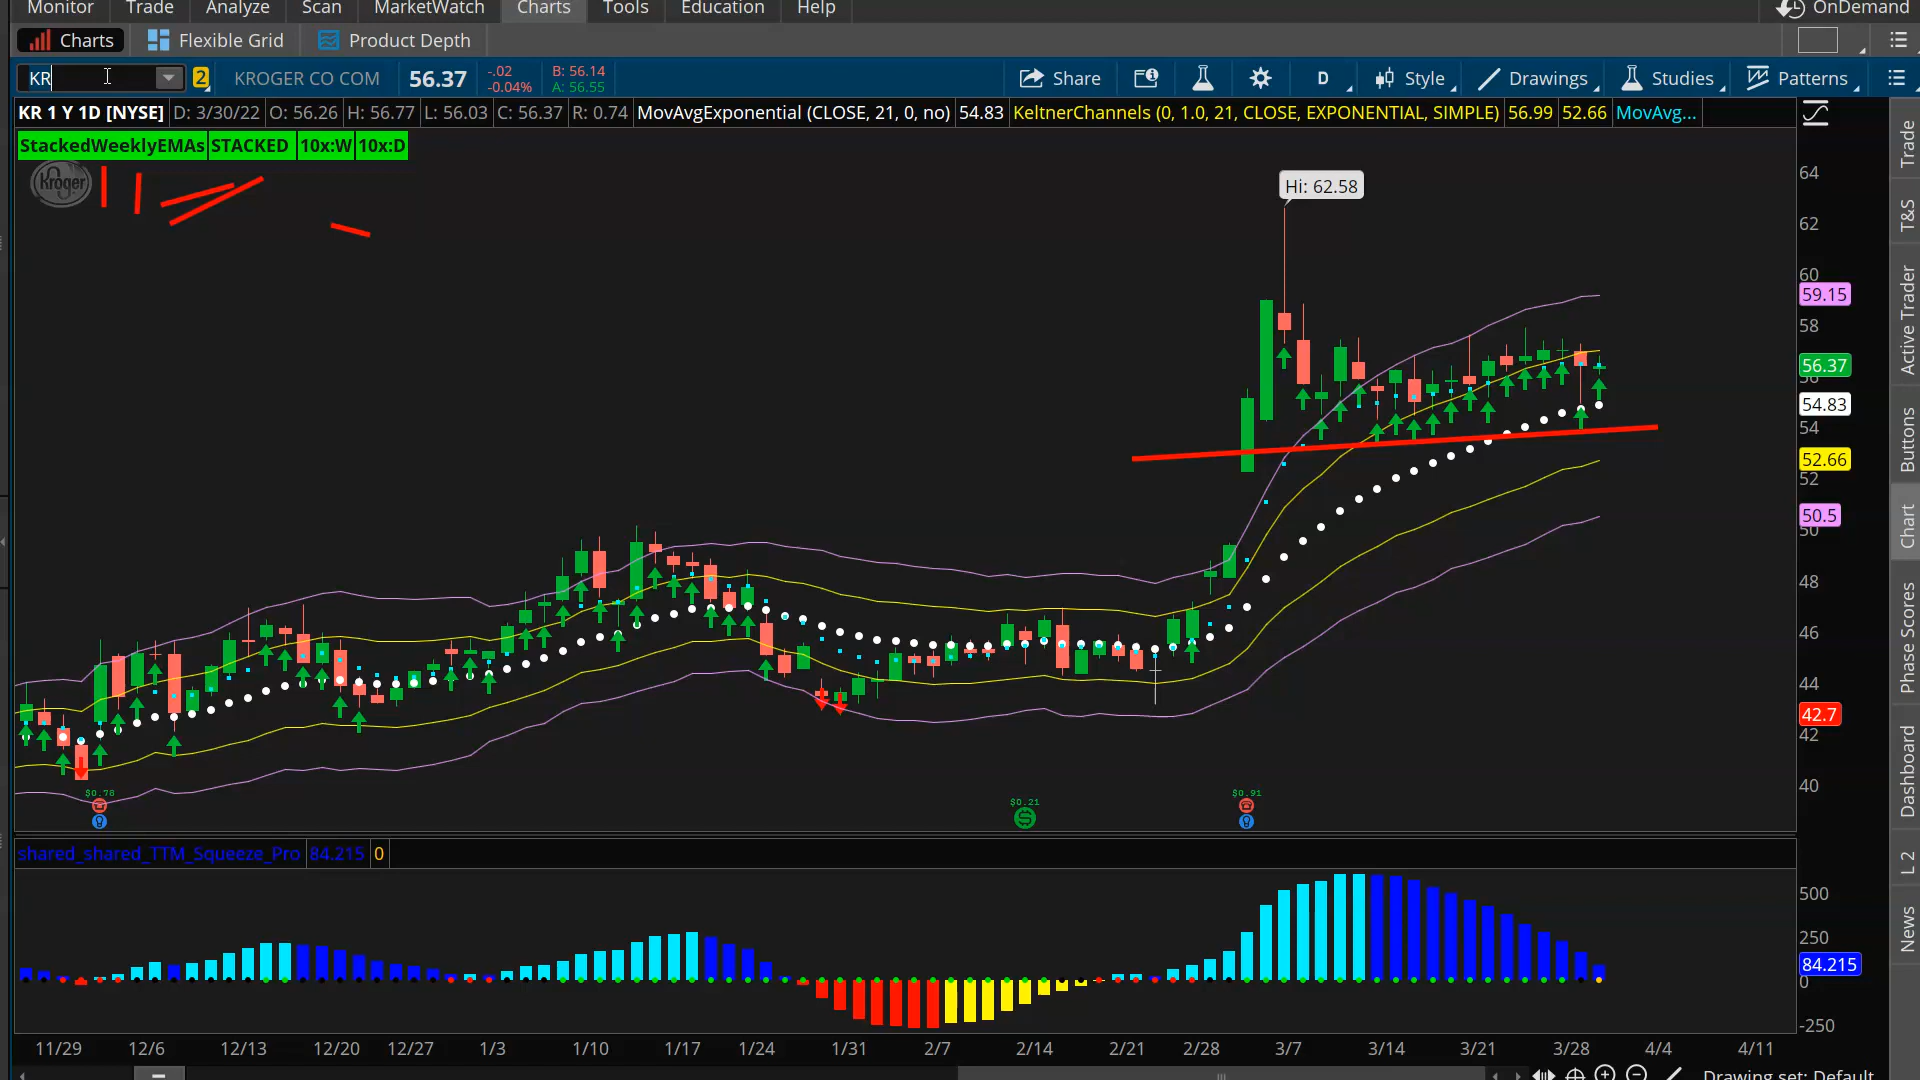 Monitor Trade Analyze Scan MarketWatch Charts Tools Education Help OnDemand
Charts Flexible Grid Product Depth
KR 2 KROGER CO COM 56.37 -.02 -0.04% B: 56.14 A: 56.55 Share D Style Drawings Studies Patterns
KR 1 Y 1D [NYSE] D: 3/30/22 O: 56.26 H: 56.77 L: 56.03 C: 56.37 R: 0.74 MovAvgExponential (CLOSE, 21, 0, no) 54.83 KeltnerChannels (0, 1.0, 21, CLOSE, EXPONENTIAL, SIMPLE) 56.99 52.66 MovAvg...
StackedWeeklyEMAs STACKED 10x:W 10x:D
Kroger
Hi: 62.58
64
62
60
59.15
58
56.37
56
54.83
54
52.66
52
50.5
50
48
46
44
42.7
42
40
$0.78 $0.21 $0.91
shared_shared_TTM_Squeeze_Pro 84.215 0
500
250
84.215
0
-250
11/29 12/6 12/13 12/20 12/27 1/3 1/10 1/17 1/24 1/31 2/7 2/14 2/21 2/28 3/7 3/14 3/21 3/28 4/4 4/11
Drawing set: Default
Trade
T&S
Active Trader
Buttons
Chart
Phase Scores
Dashboard
L 2
News